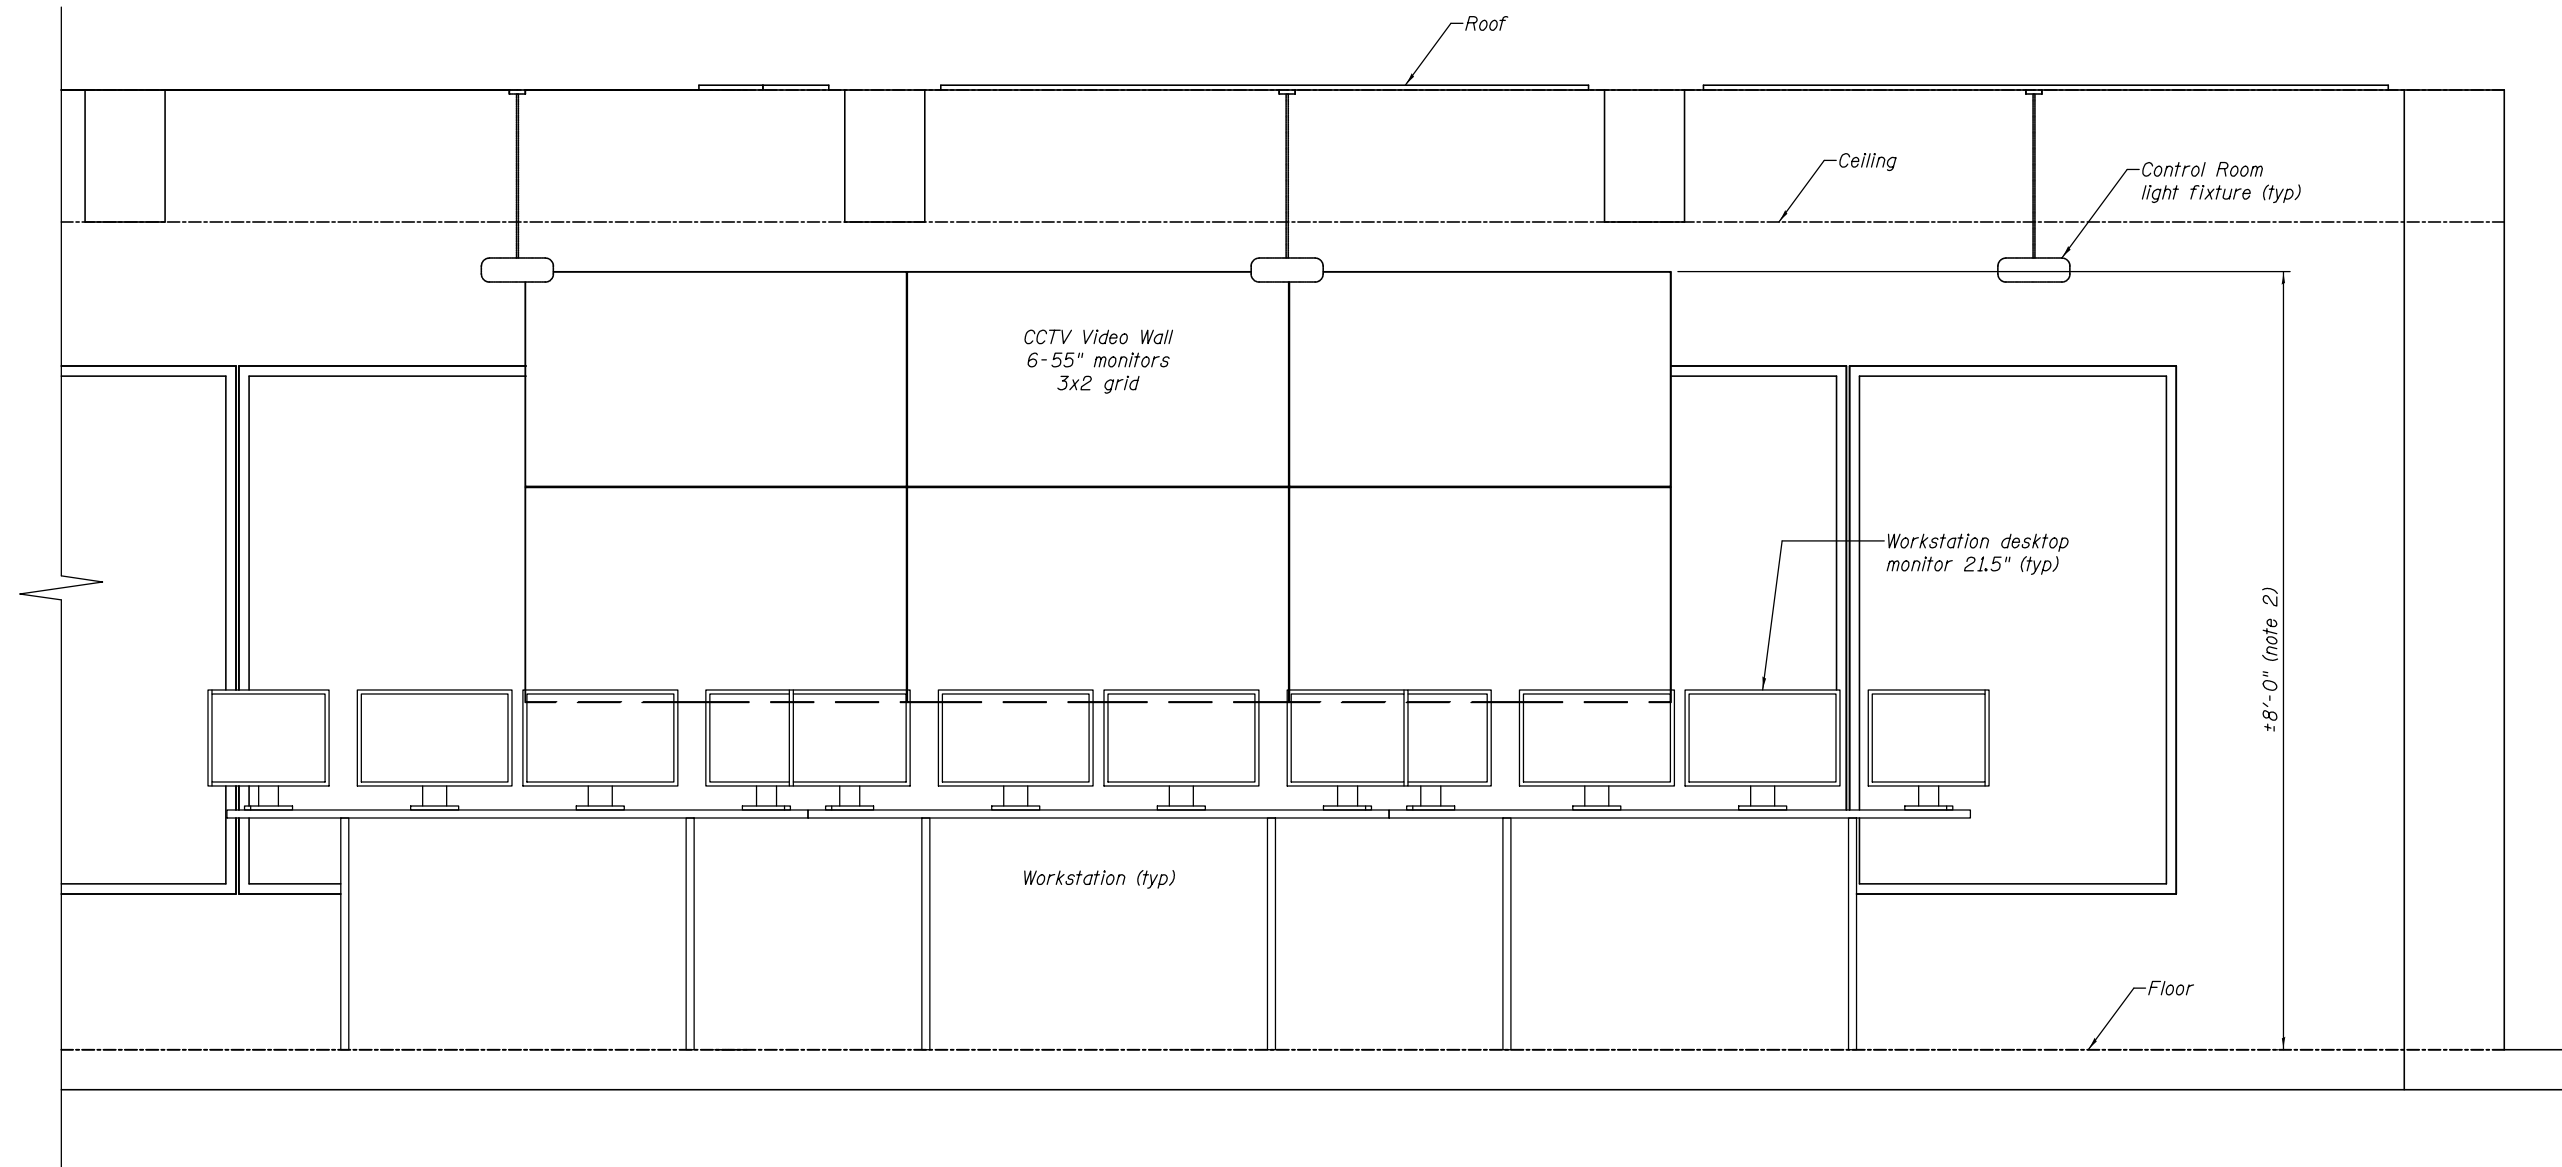 Roof
Ceiling
Control Room
light fixture (typ)
CCTV Video Wall
6-55" monitors
3x2 grid
Workstation desktop
monitor 21.5" (typ)
±8'-0" (note 2)
Workstation (typ)
Floor